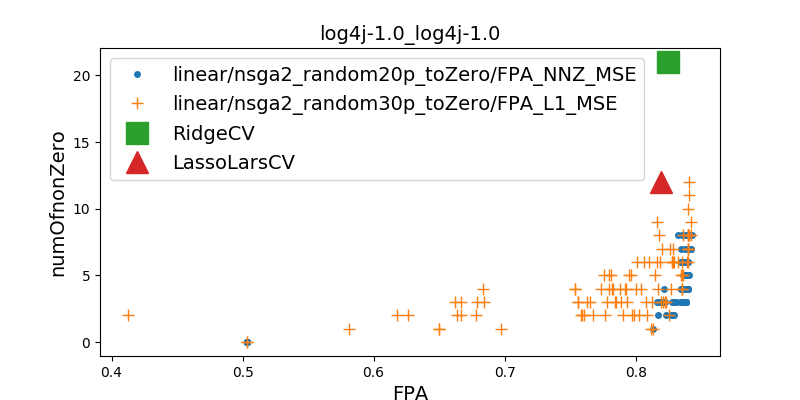 log4j-1.0_log4j-1.0
linear/nsga2_random20p_toZero/FPA_NNZ_MSE
linear/nsga2_random30p_toZero/FPA_L1_MSE
RidgeCV
LassoLarsCV
numOfnonZero
20
15
10
5
0
0.4 0.5 0.6 0.7 0.8
FPA